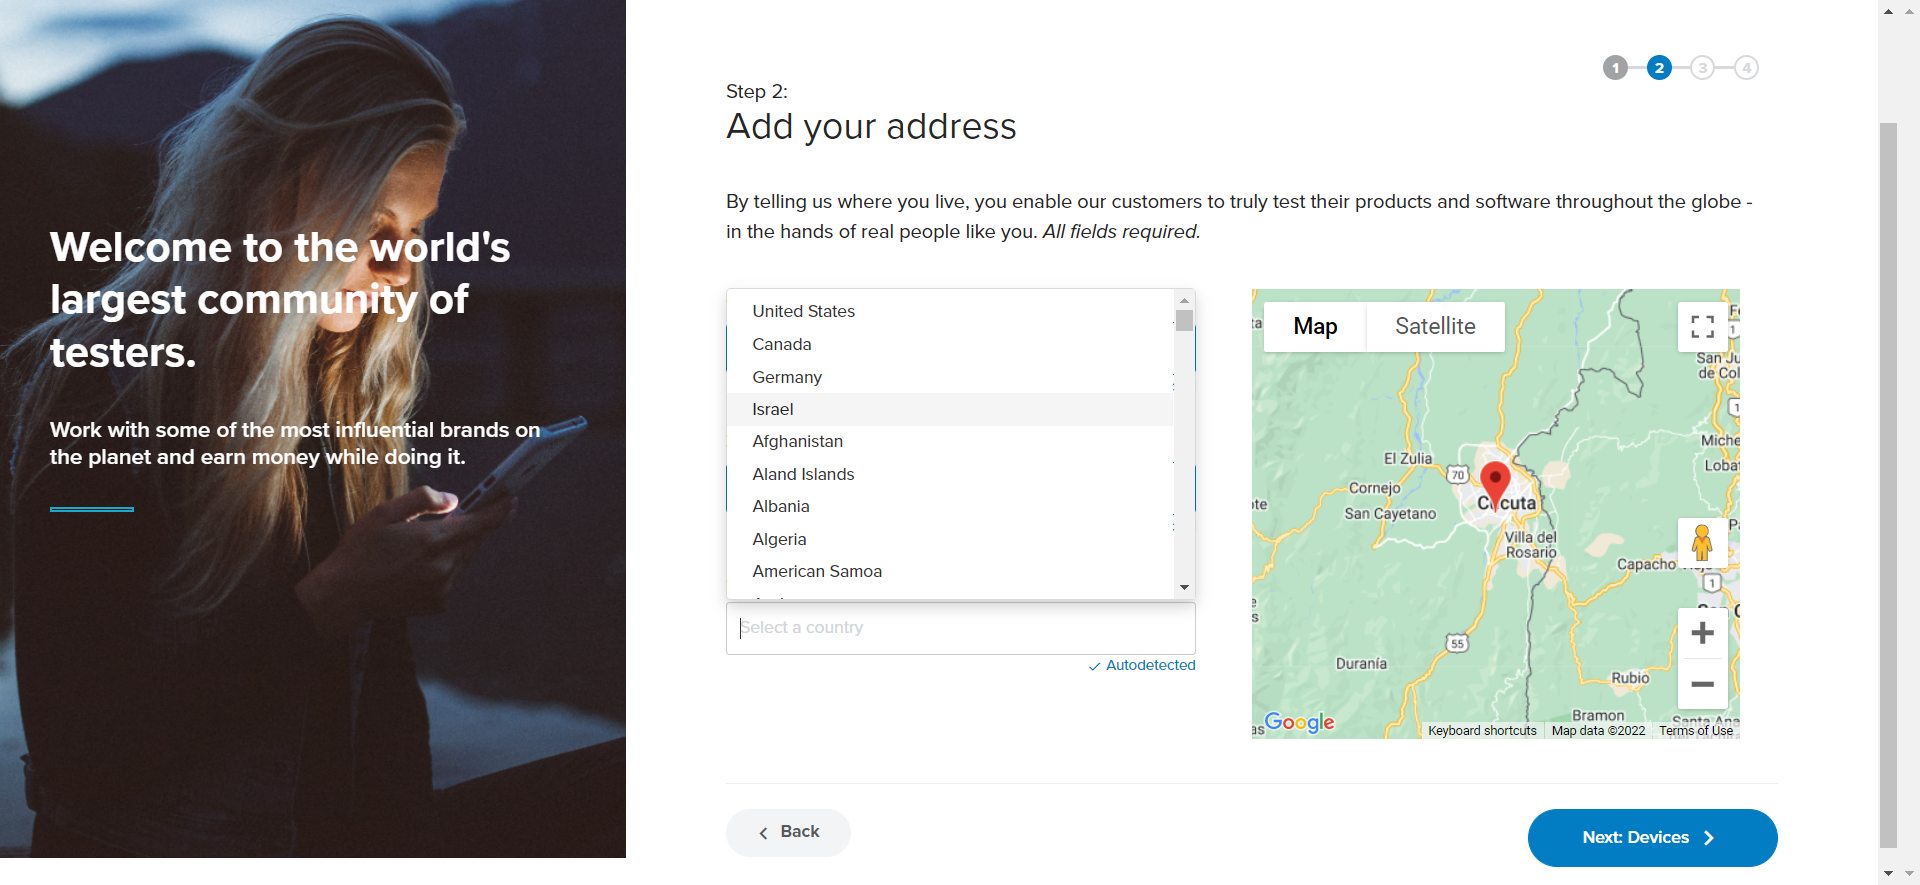 Welcome to the world's
largest community of
testers.
Work with some of the most influential brands on
the planet and earn money while doing it.
1
2
3
4
Step 2:
Add your address
By telling us where you live, you enable our customers to truly test their products and software throughout the globe -
in the hands of real people like you. All fields required.
United States
Canada
Germany
Israel
Afghanistan
Aland Islands
Albania
Algeria
American Samoa
Select a country
✓ Autodetected
Map
Satellite
San Ju
de Col
1
1
Miche
Lobat
El Zulia
70
Cornejo
San Cayetano
Cúcuta
Villa del
Rosario
Capacho Viejo
1
55
Duranía
Rubio
Bramon
Santa Ana
Google
Keyboard shortcuts
Map data ©2022
Terms of Use
Back
Next: Devices